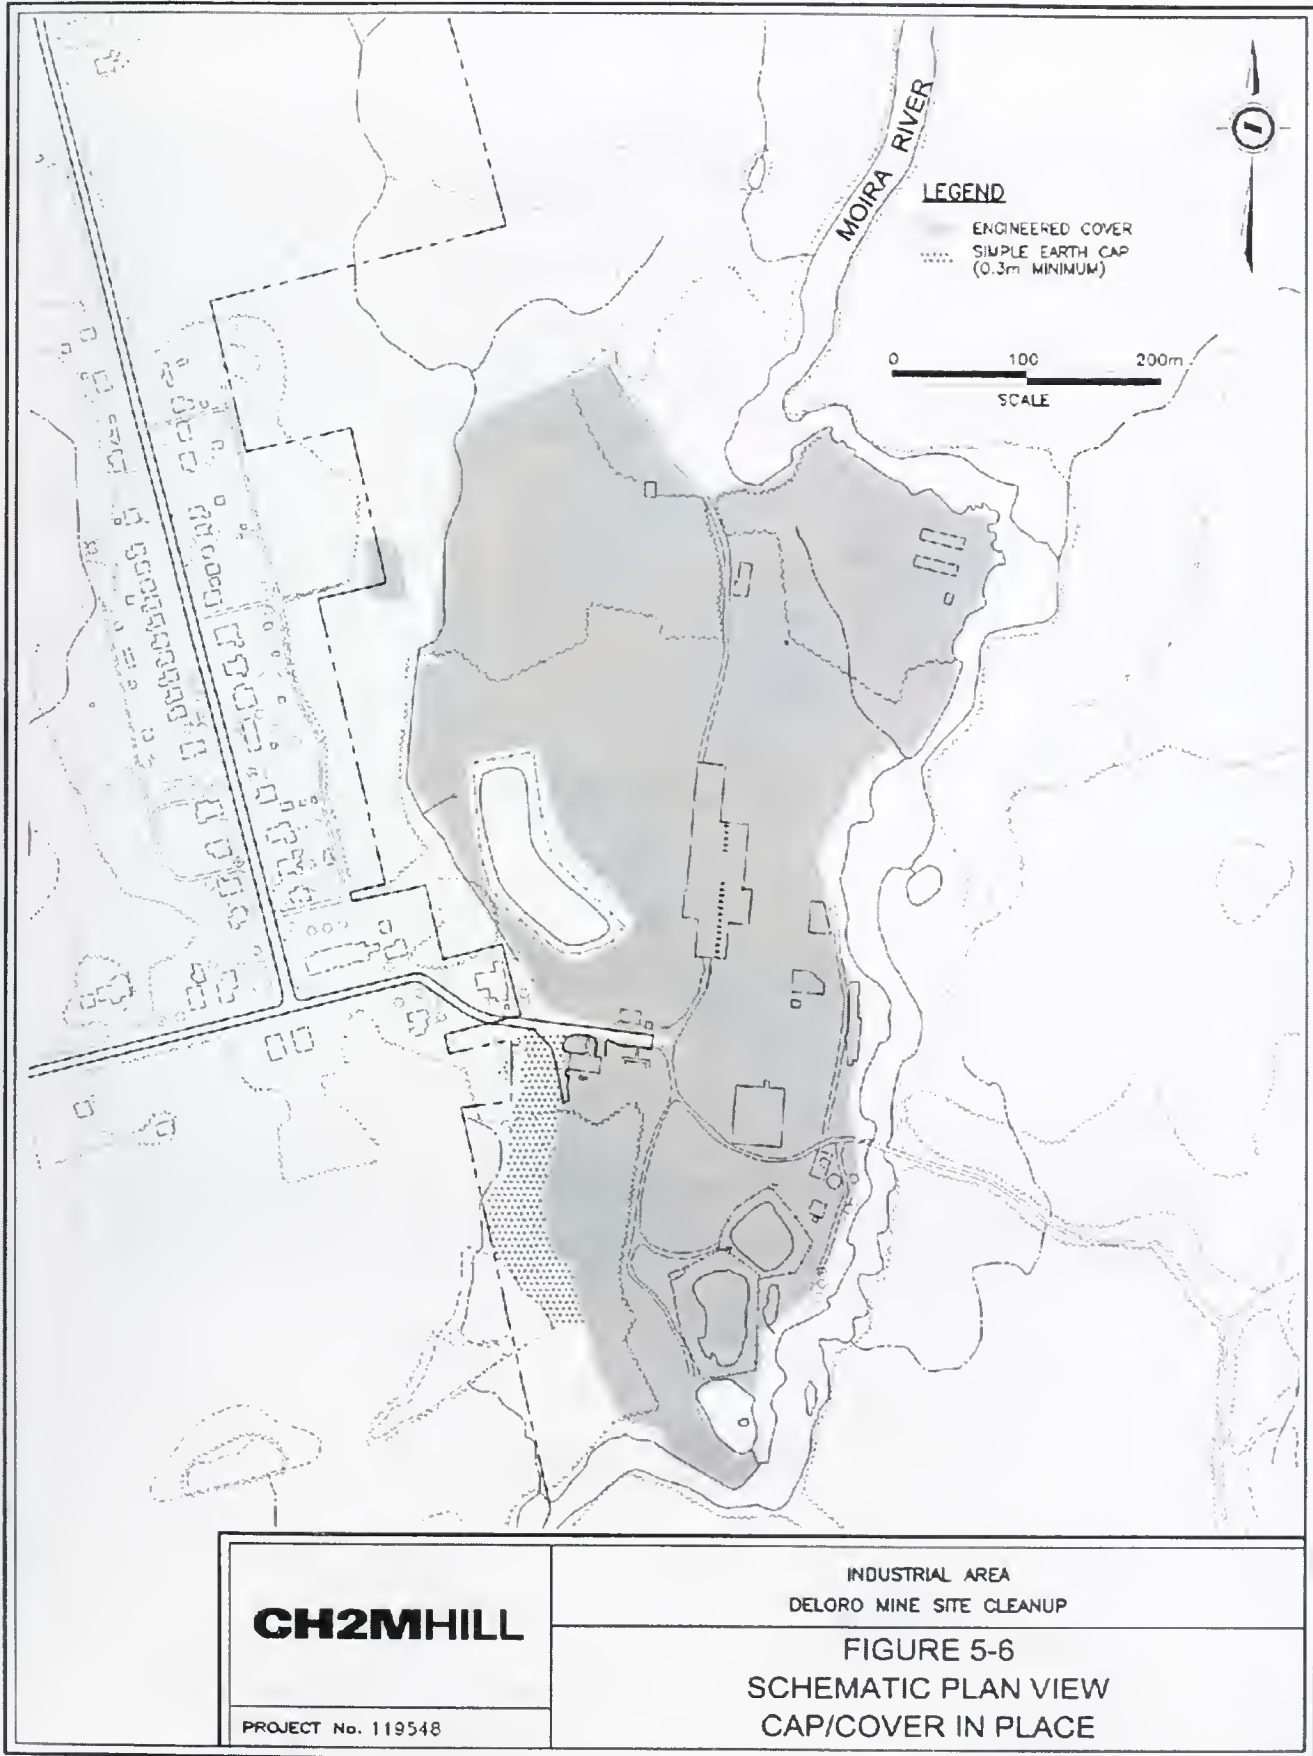 MOIRA RIVER
LEGEND
ENGINEERED COVER
SIMPLE EARTH CAP
(0.3m MINIMUM)
0 100 200m
SCALE
CH2MHILL
PROJECT No. 119548
INDUSTRIAL AREA
DELORO MINE SITE CLEANUP
FIGURE 5-6
SCHEMATIC PLAN VIEW
CAP/COVER IN PLACE